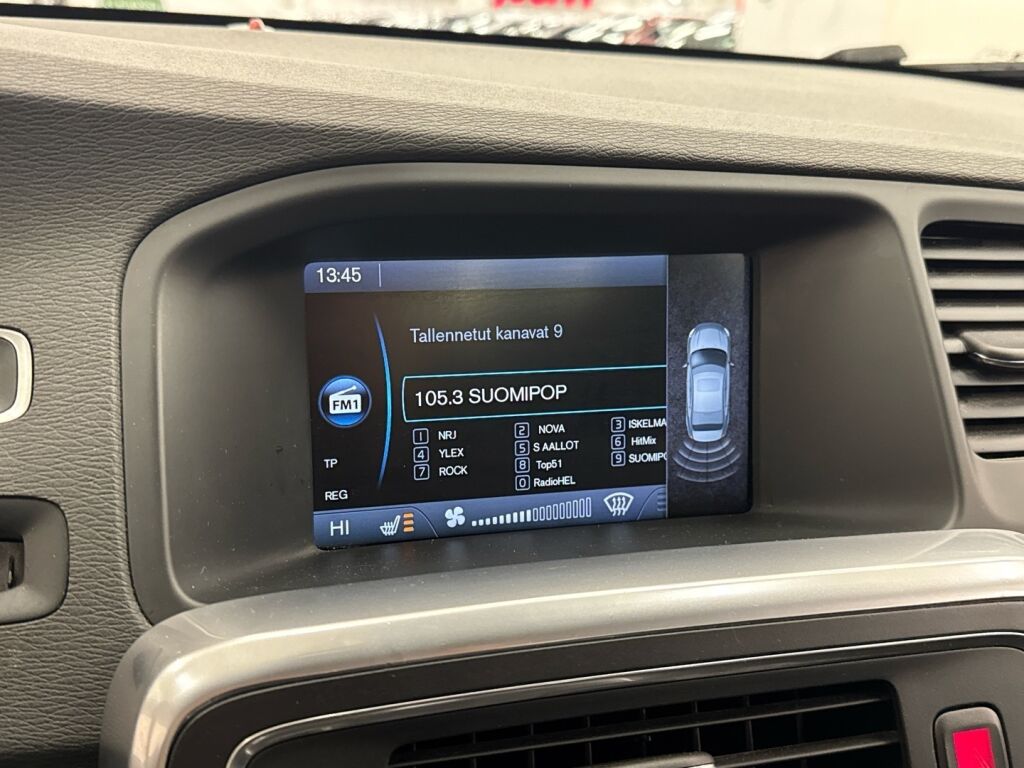 13:45
Tallennetut kanavat 9
105.3 SUOMIPOP
FM1
1 NRJ 2 NOVA 3 ISKELMA
4 YLEX 5 S AALLOT 6 HitMix
7 ROCK 8 Top51 9 SUOMIPO
0 RadioHEL
TP
REG
HI